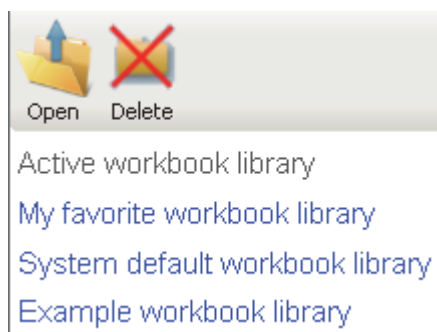 Open Delete
Active workbook library
My favorite workbook library
System default workbook library
Example workbook library